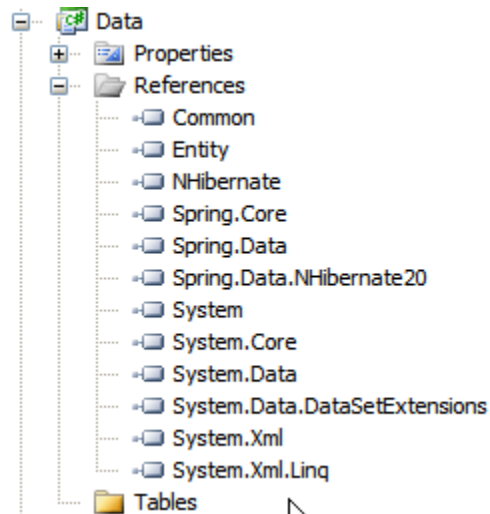 Data
Properties
References
Common
Entity
NHibernate
Spring.Core
Spring.Data
Spring.Data.NHibernate20
System
System.Core
System.Data
System.Data.DataSetExtensions
System.Xml
System.Xml.Linq
Tables